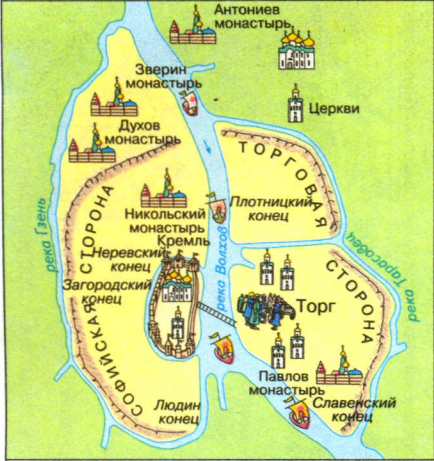 Антониев
монастырь
Зверин
монастырь
Церкви
Духов
монастырь
ТОРГОВАЯ
СТОРОНА
Плотницкий
конец
Никольский
монастырь
Кремль
Неревский
конец
Загородский
конец
СОФИЙСКАЯ СТОРОНА
река Гзень
река Волхов
река Тарасовец
Торг
Павлов
монастырь
Славенский
конец
Людин
конец